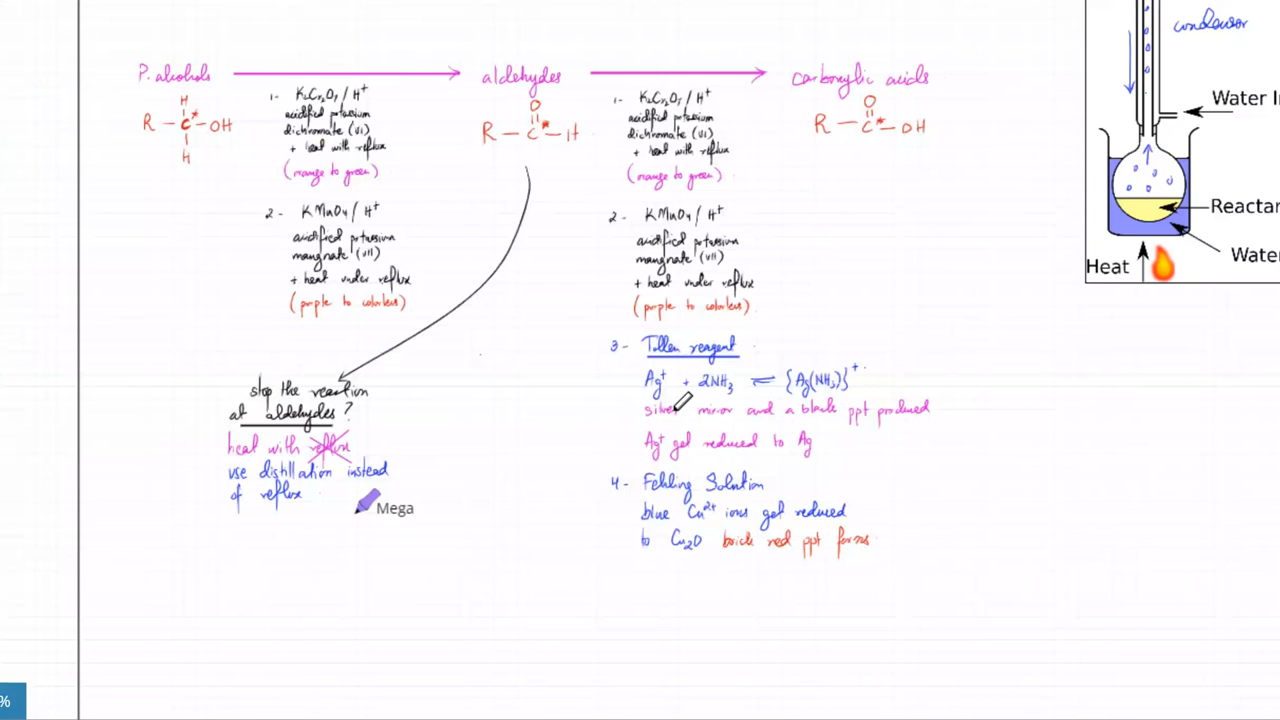 P. alcohols
aldehydes
carboxylic acids
H
R — C* — OH
H
O
R — C* — H
O
R — C* — OH
1- K₂Cr₂O₇ / H⁺
acidified potassium
dichromate (VI)
+ heat with reflux
(orange to green)
2- KMnO₄ / H⁺
acidified potassium
mangnate (VII)
+ heat under reflux
(purple to colorless)
stop the reaction
at aldehydes ?
heat with reflux
use distillation instead
of reflux
Mega
1- K₂Cr₂O₇ / H⁺
acidified potassium
dichromate (VI)
+ heat with reflux
(orange to green)
2- KMnO₄ / H⁺
acidified potassium
mangnate (VII)
+ heat under reflux
(purple to colorless)
3- Tollen reagent
Ag⁺ + 2NH₃ ⇌ {Ag(NH₃)}⁺
silver mirror and a black ppt produced
Ag⁺ get reduced to Ag
4- Fehling Solution
blue Cu²⁺ ions get reduced
to Cu₂O brick red ppt forms
condensor
Water In
Reactan
Water
Heat
%